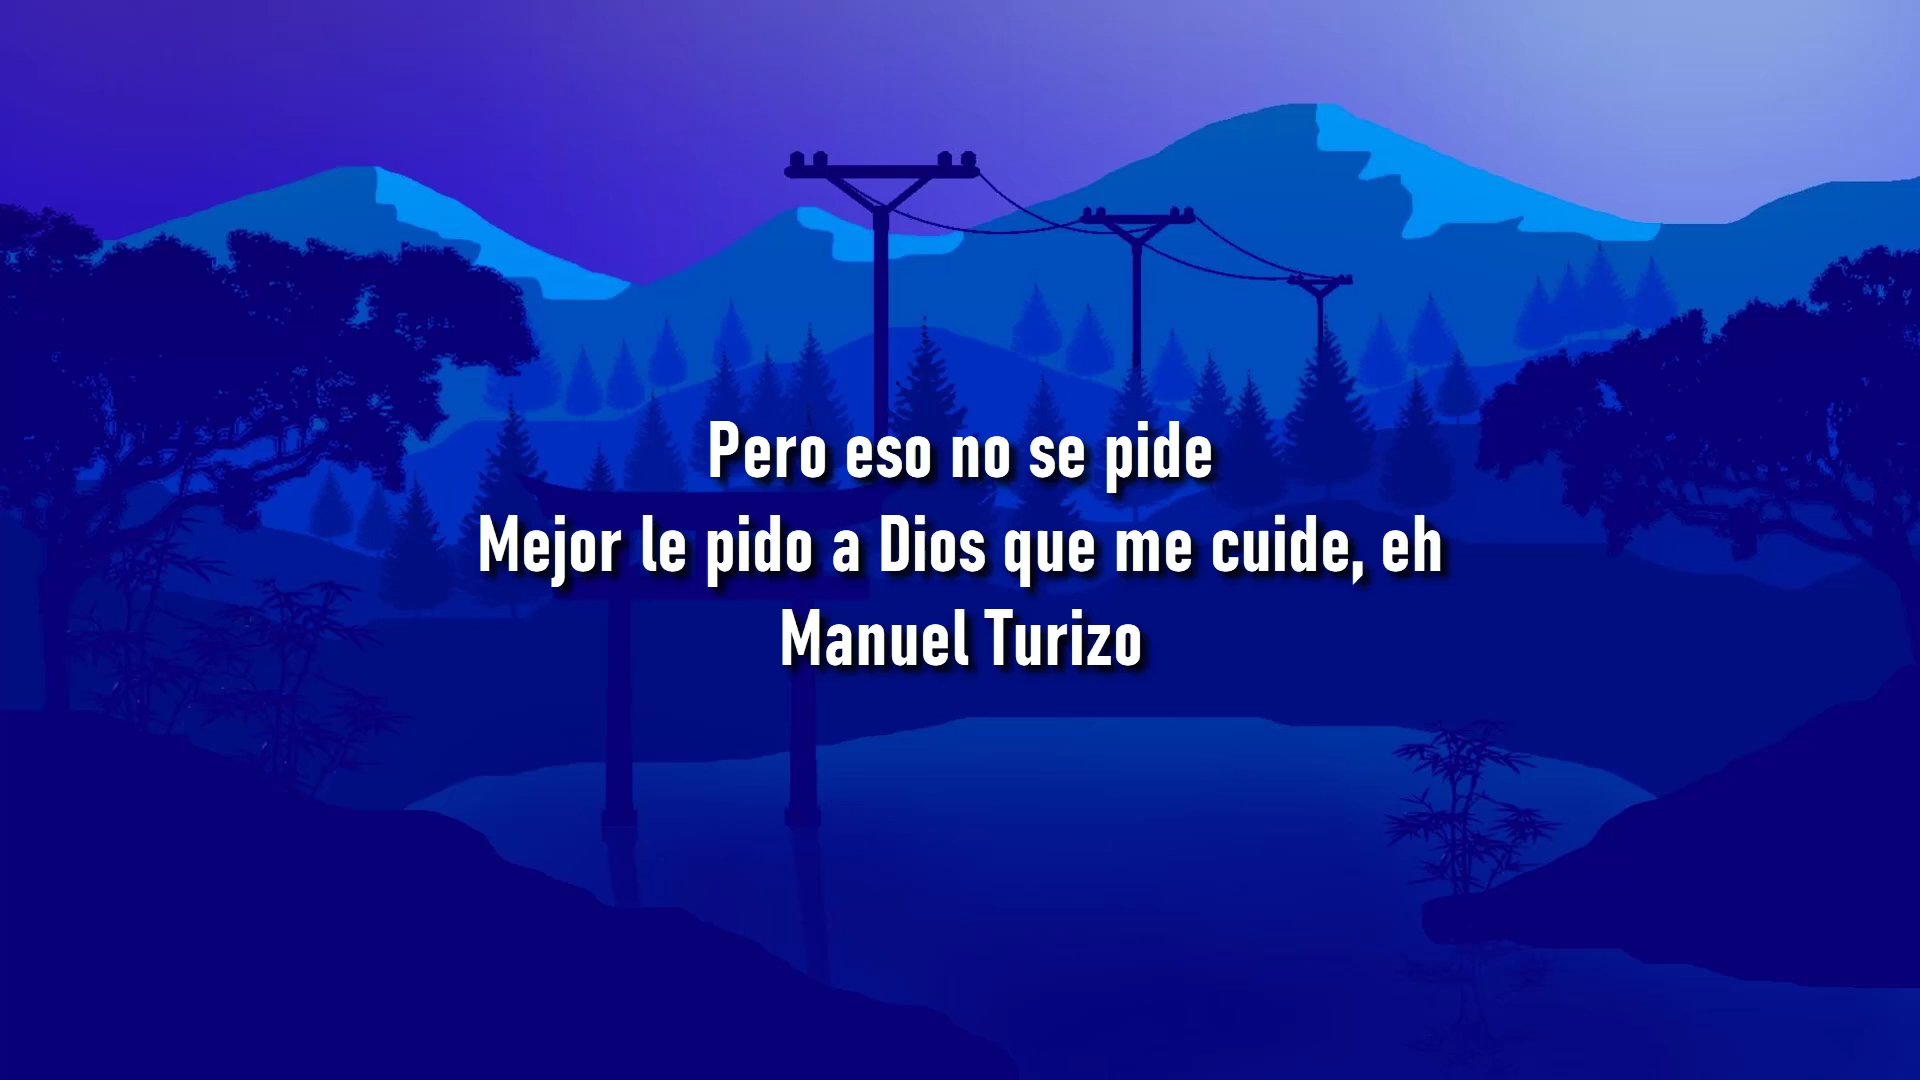 Pero eso no se pide
Mejor le pido a Dios que me cuide, eh
Manuel Turizo